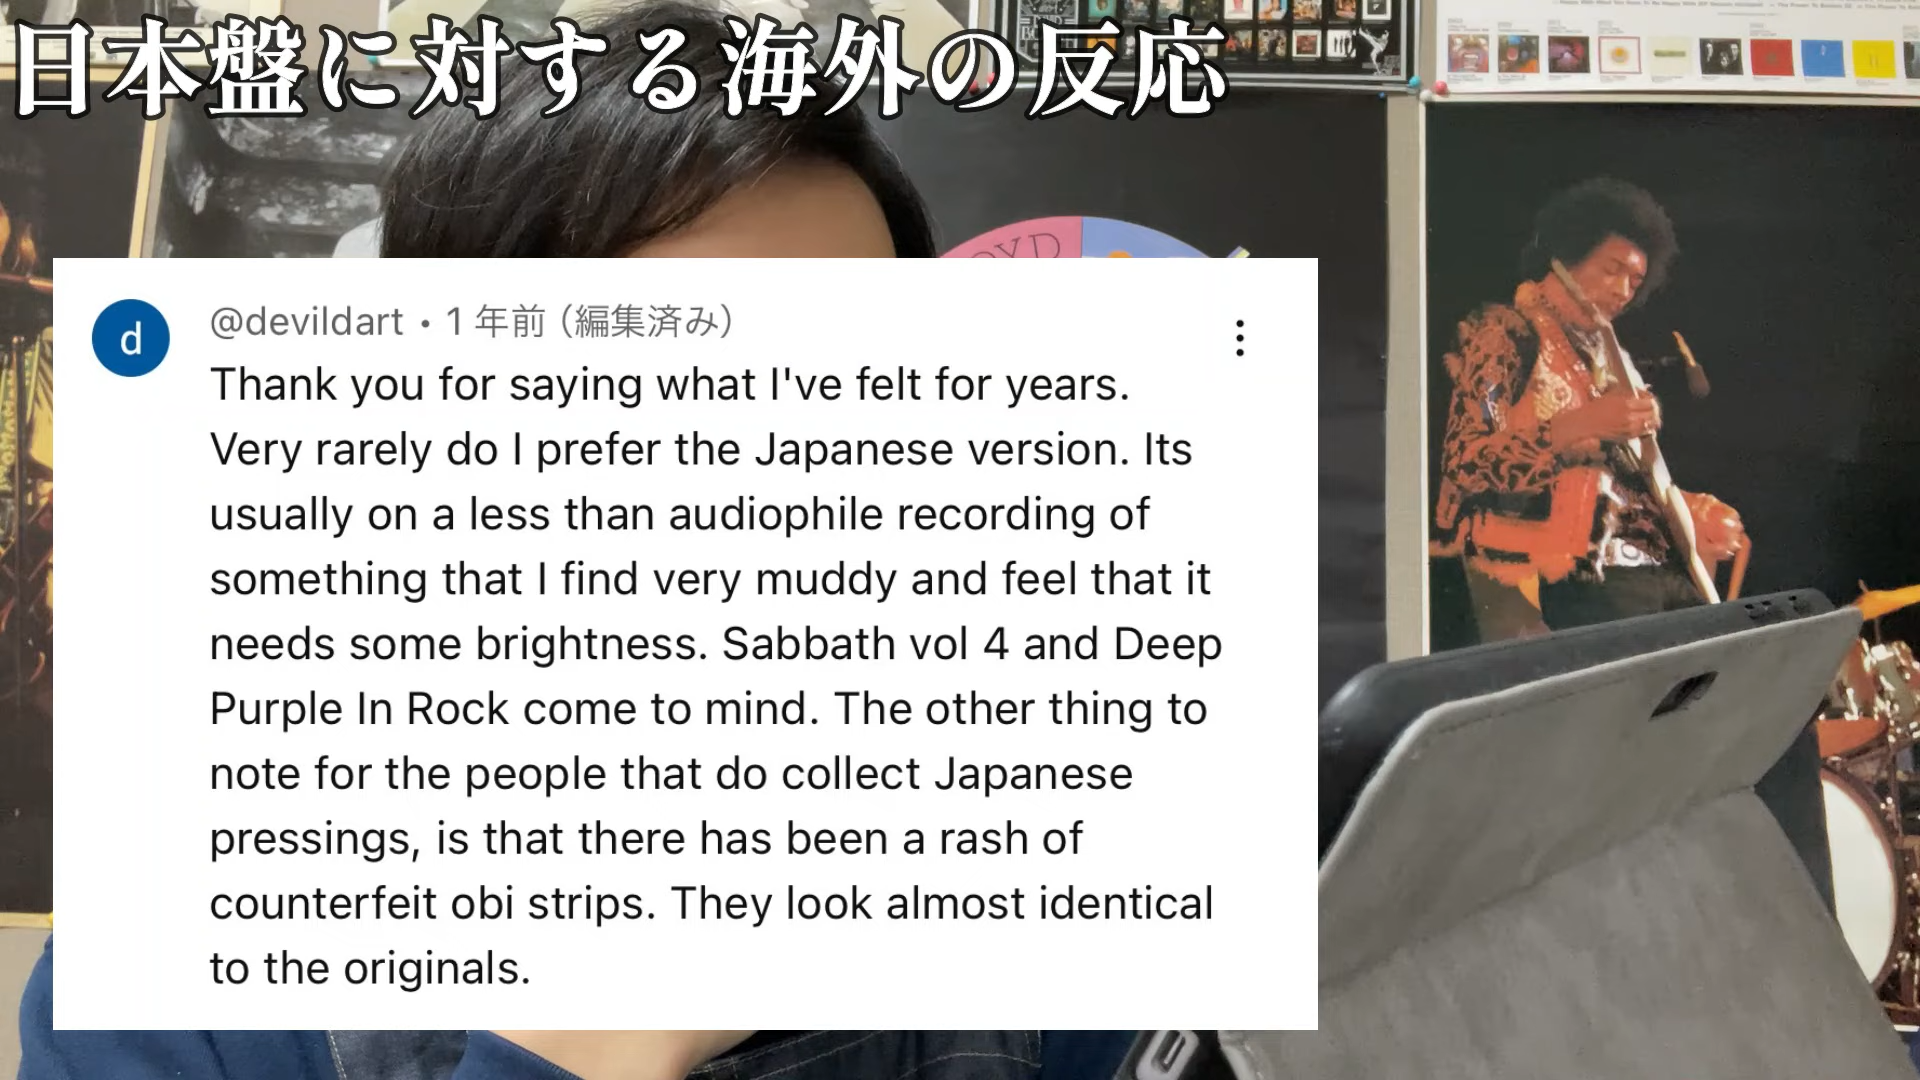 日本盤に対する海外の反応
OYD
d
@devildart • 1 年前 (編集済み)
Thank you for saying what I've felt for years.
Very rarely do I prefer the Japanese version. Its
usually on a less than audiophile recording of
something that I find very muddy and feel that it
needs some brightness. Sabbath vol 4 and Deep
Purple In Rock come to mind. The other thing to
note for the people that do collect Japanese
pressings, is that there has been a rash of
counterfeit obi strips. They look almost identical
to the originals.